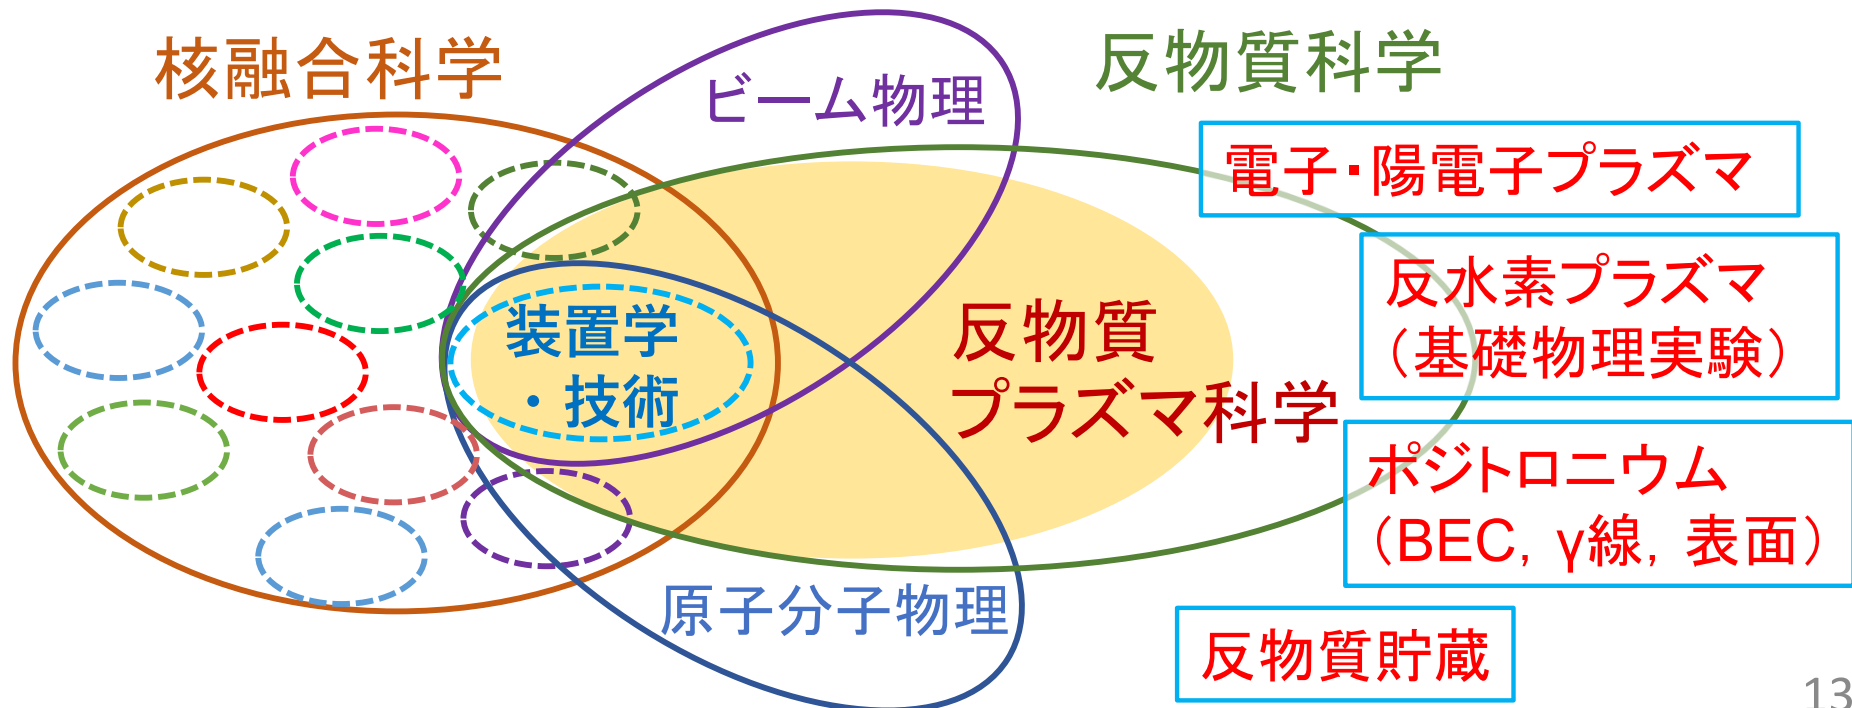 核融合科学
ビーム物理
反物質科学
電子・陽電子プラズマ
反水素プラズマ
（基礎物理実験）
装置学
・技術
反物質
プラズマ科学
ポジトロニウム
（BEC，γ線，表面）
原子分子物理
反物質貯蔵
13